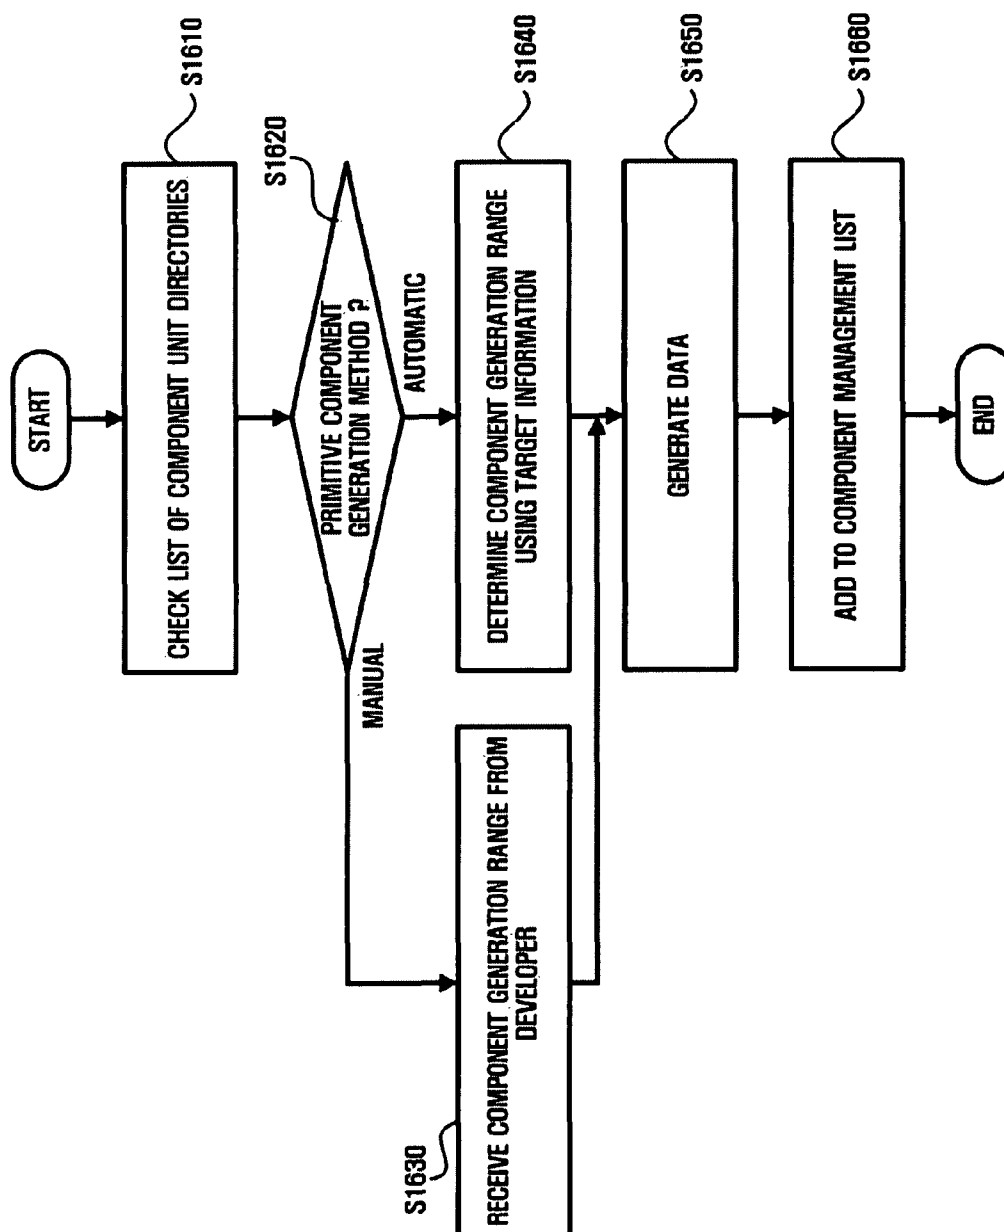 START
CHECK LIST OF COMPONENT UNIT DIRECTORIES
S1610
PRIMITIVE COMPONENT
GENERATION METHOD ?
S1620
MANUAL
AUTOMATIC
S1630
RECEIVE COMPONENT GENERATION RANGE FROM
DEVELOPER
DETERMINE COMPONENT GENERATION RANGE
USING TARGET INFORMATION
S1640
GENERATE DATA
S1650
ADD TO COMPONENT MANAGEMENT LIST
S1660
END